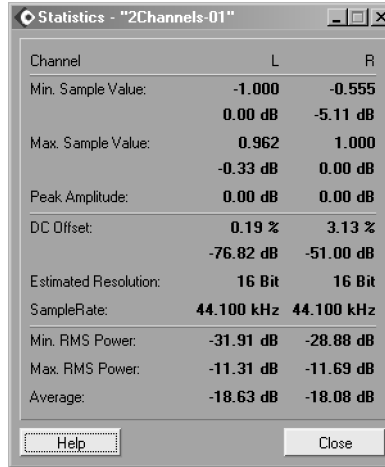 Statistics - "2Channels-01"
Channel L R
Min. Sample Value: -1.000 -0.555
0.00 dB -5.11 dB
Max. Sample Value: 0.962 1.000
-0.33 dB 0.00 dB
Peak Amplitude: 0.00 dB 0.00 dB
DC Offset: 0.19 % 3.13 %
-76.82 dB -51.00 dB
Estimated Resolution: 16 Bit 16 Bit
SampleRate: 44.100 kHz 44.100 kHz
Min. RMS Power: -31.91 dB -28.88 dB
Max. RMS Power: -11.31 dB -11.69 dB
Average: -18.63 dB -18.08 dB
Help Close